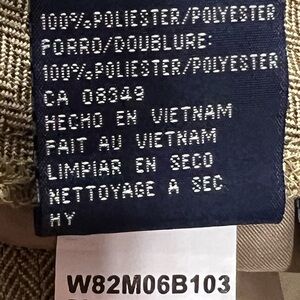 100%POLIESTER/POLYESTER
FORRO/DOUBLURE:
100%POLIESTER/POLYESTER
CA 08349
HECHO EN VIETNAM
FAIT AU VIETNAM
LIMPIAR EN SECO
NETTOYAGE A SEC
HY
W82M06B103